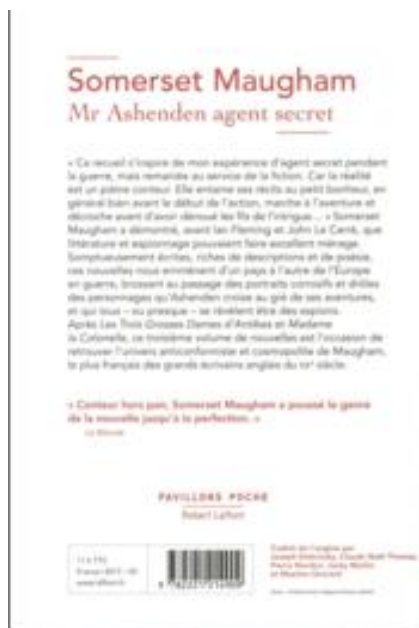 Somerset Maugham
Mr Ashenden agent secret
« Ce recueil s'inspire de mon expérience d'agent secret pendant
la guerre, mais remaniée au service de la fiction. Car la réalité
est un piètre conteur. Elle entame ses récits au petit bonheur, en
général bien avant le début de l'action, marche à l'aventure et
décroche avant d'avoir dénoué les fils de l'intrigue... » Somerset
Maugham a démontré, avant Ian Fleming et John Le Carré, que
littérature et espionnage pouvaient faire excellent ménage.
Somptueusement écrites, riches de descriptions et de poésie,
ces nouvelles nous emmènent d'un pays à l'autre de l'Europe
en guerre, brossant au passage des portraits corrosifs et drôles
des personnages qu'Ashenden croise au gré de ses aventures,
et qui tous – ou presque – se révèlent être des espions.
Après Les Trois Grosses Dames d'Antibes et Madame
la Colonelle, ce troisième volume de nouvelles est l'occasion de
retrouver l'univers anticonformiste et cosmopolite de Maugham,
le plus français des grands écrivains anglais du XXe siècle.
« Conteur hors pair, Somerset Maugham a poussé le genre
de la nouvelle jusqu'à la perfection. »
Le Monde
PAVILLONS POCHE
Robert Laffont
Traduit de l'anglais par